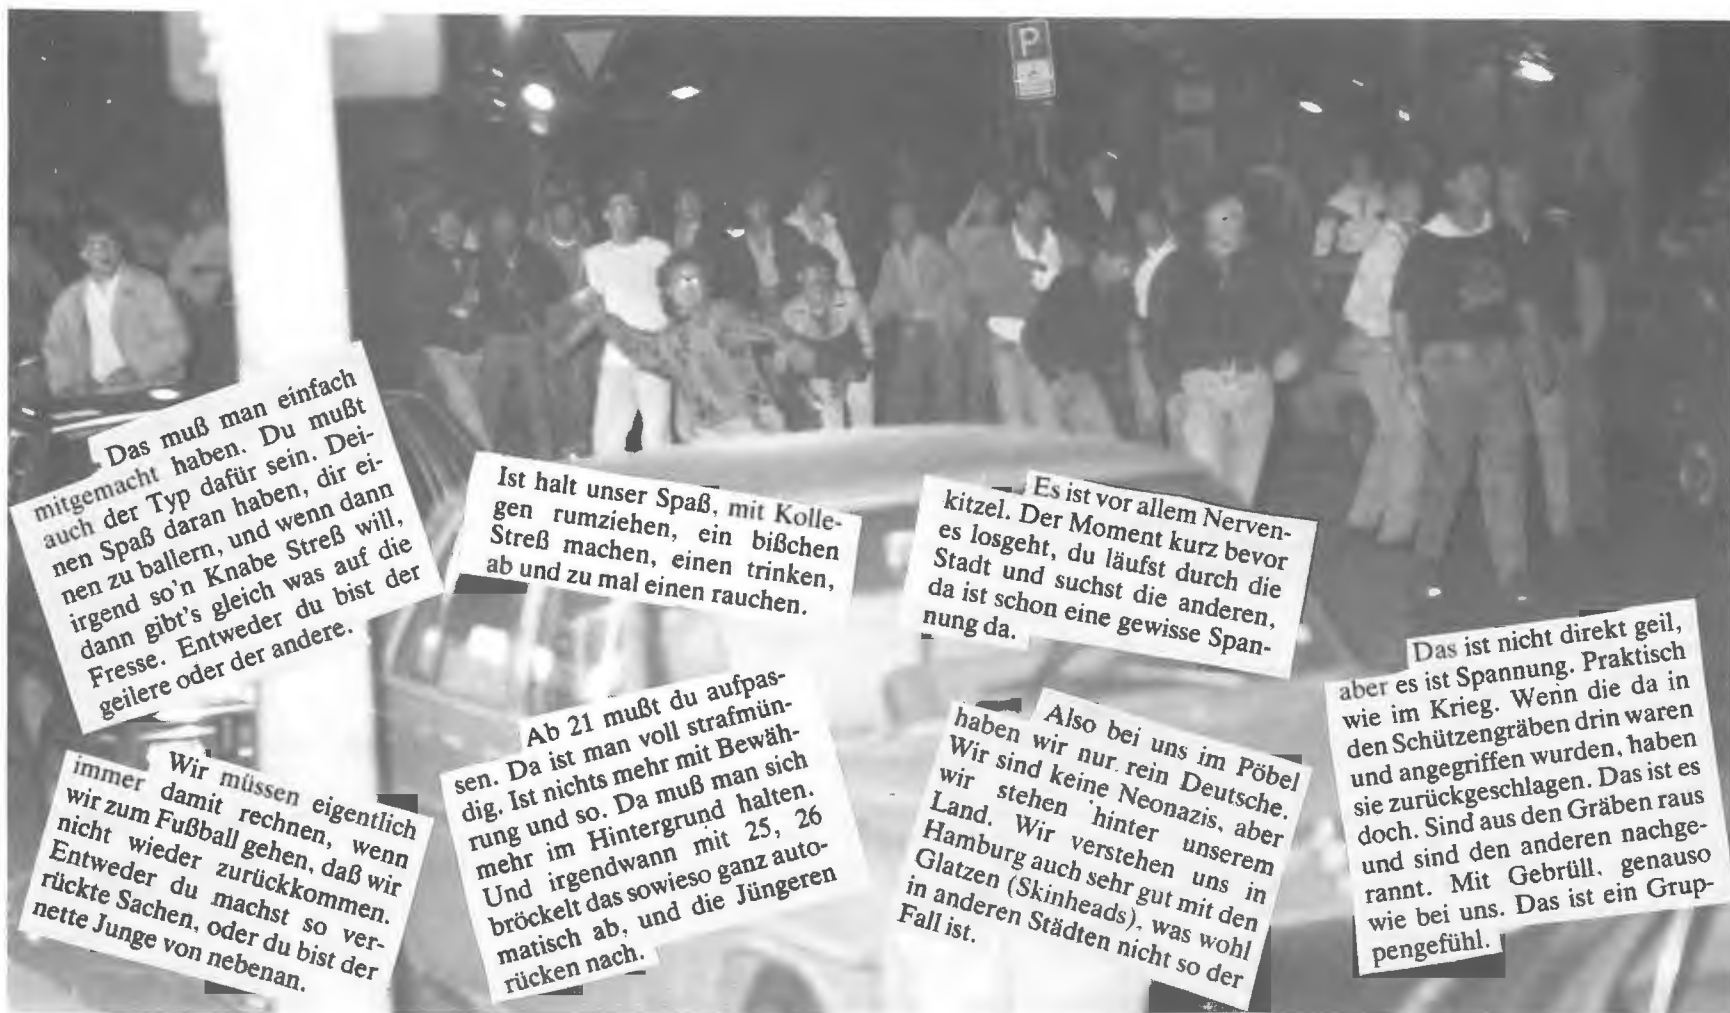 P
Das muß man einfach
mitgemacht haben. Du mußt
auch der Typ dafür sein. Dei-
nen Spaß daran haben, dir ei-
nen zu ballern, und wenn dann
irgend so'n Knabe Streß will,
dann gibt's gleich was auf die
Fresse. Entweder du bist der
geilere oder der andere.
Ist halt unser Spaß, mit Kolle-
gen rumziehen, ein bißchen
Streß machen, einen trinken,
ab und zu mal einen rauchen.
Es ist vor allem Nerven-
kitzel. Der Moment kurz bevor
es losgeht, du läufst durch die
Stadt und suchst die anderen,
da ist schon eine gewisse Span-
nung da.
Das ist nicht direkt geil,
aber es ist Spannung. Praktisch
wie im Krieg. Wenn die da in
den Schützengräben drin waren
und angegriffen wurden, haben
sie zurückgeschlagen. Das ist es
doch. Sind aus den Gräben raus
und sind den anderen nachge-
rannt. Mit Gebrüll, genauso
wie bei uns. Das ist ein Grup-
pengefühl.
Wir müssen eigentlich
immer damit rechnen, wenn
wir zum Fußball gehen, daß wir
nicht wieder zurückkommen.
Entweder du machst so ver-
rückte Sachen, oder du bist der
nette Junge von nebenan.
Ab 21 mußt du aufpas-
sen. Da ist man voll strafmün-
dig. Ist nichts mehr mit Bewäh-
rung und so. Da muß man sich
mehr im Hintergrund halten.
Und irgendwann mit 25, 26
bröckelt das sowieso ganz auto-
matisch ab, und die Jüngeren
rücken nach.
Also bei uns im Pöbel
haben wir nur rein Deutsche.
Wir sind keine Neonazis, aber
wir stehen hinter unserem
Land. Wir verstehen uns in
Hamburg auch sehr gut mit den
Glatzen (Skinheads), was wohl
in anderen Städten nicht so der
Fall ist.